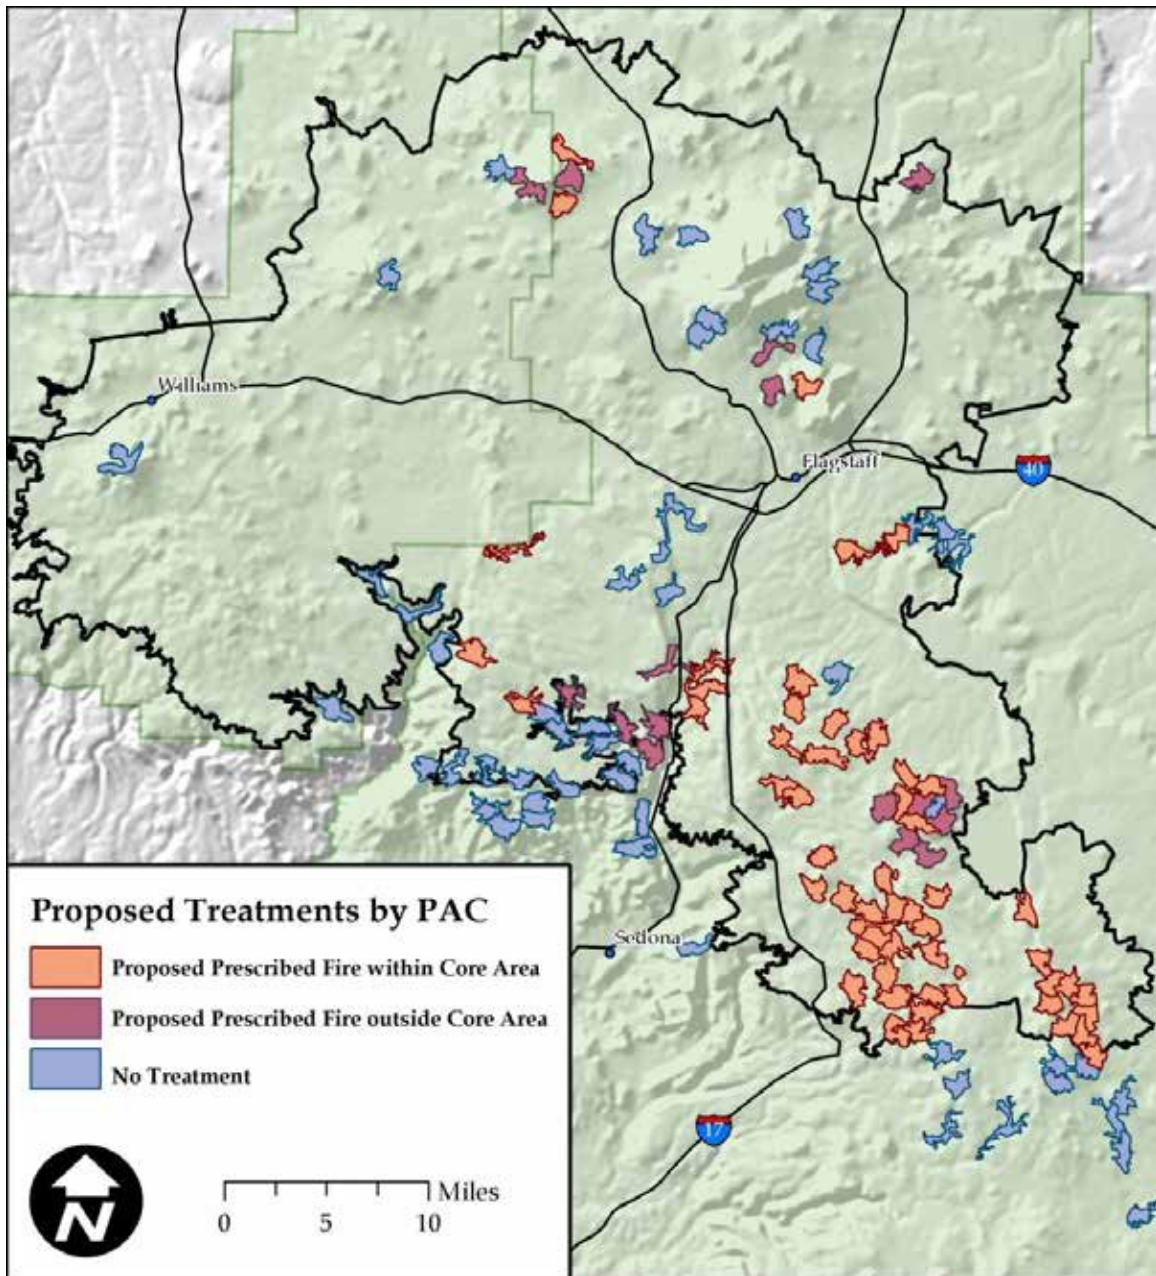 Williams
Flagstaff
40
Sedona
17
Proposed Treatments by PAC
Proposed Prescribed Fire within Core Area
Proposed Prescribed Fire outside Core Area
No Treatment
N
Miles
0 5 10